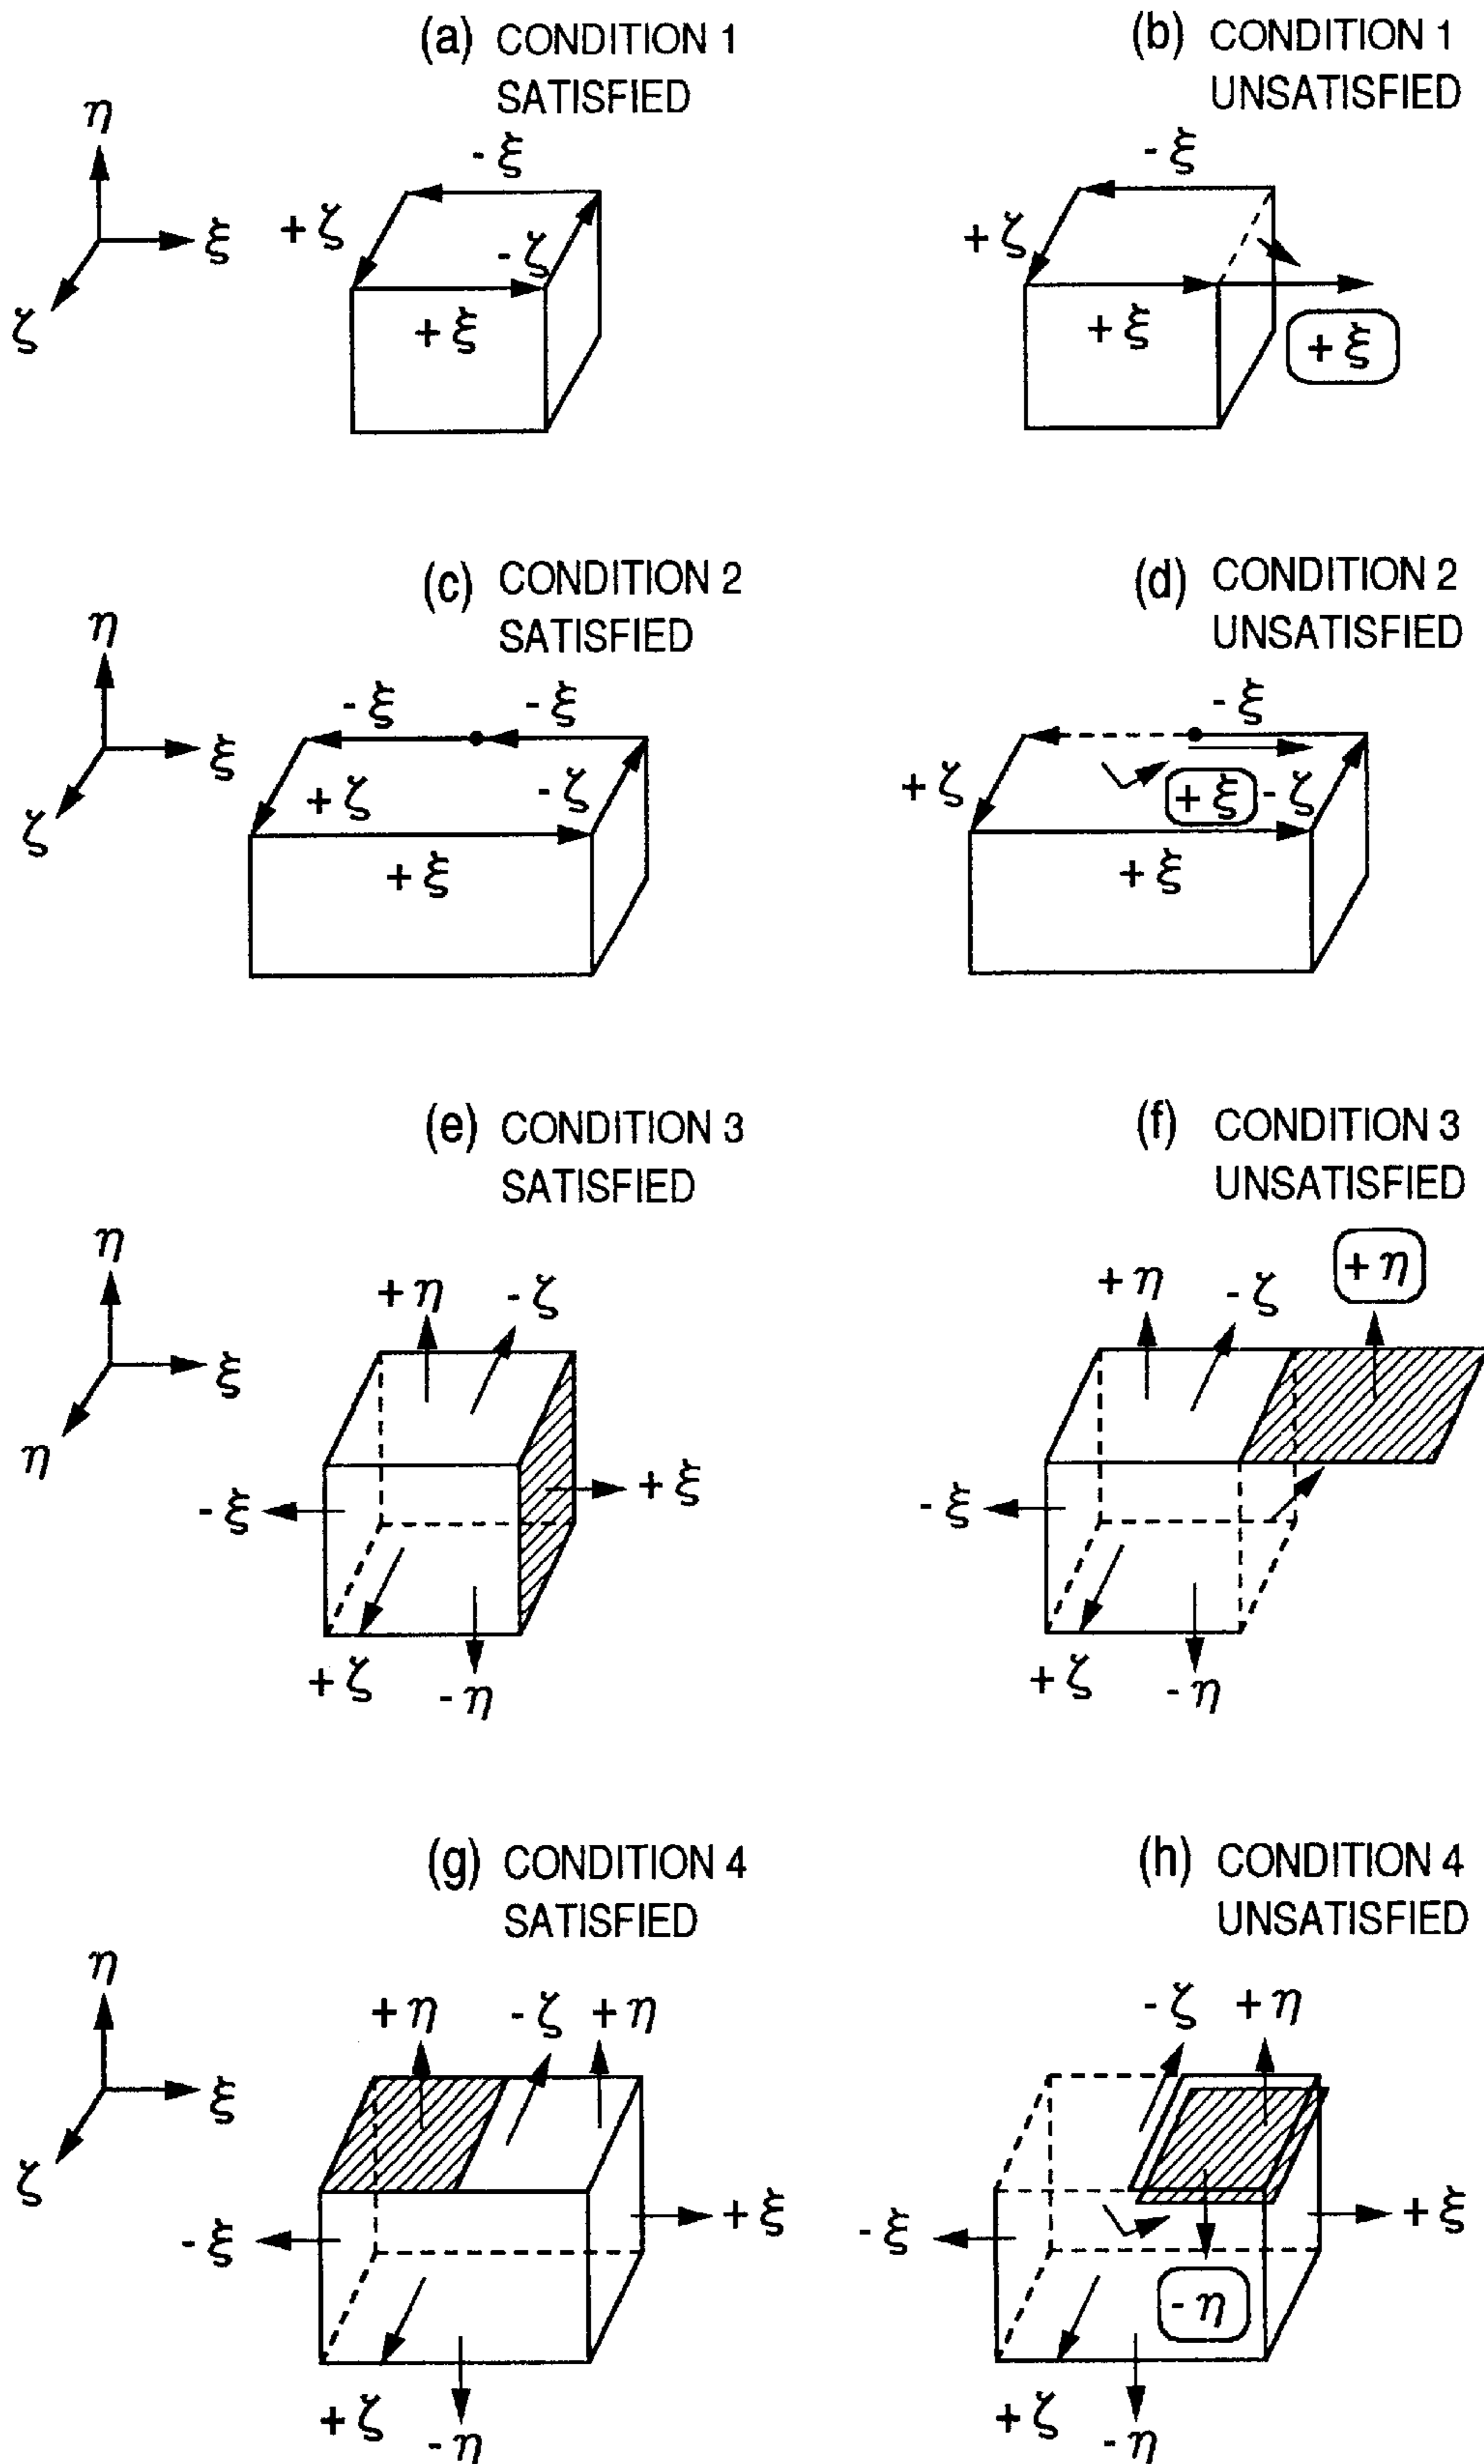 (a) CONDITION 1
SATISFIED
(b) CONDITION 1
UNSATISFIED
η
ξ
ζ
- ξ
+ ζ
- ζ
+ ξ
- ξ
+ ζ
+ ξ
+ ξ
(c) CONDITION 2
SATISFIED
(d) CONDITION 2
UNSATISFIED
η
ξ
ζ
- ξ
- ξ
+ ζ
- ζ
+ ξ
- ξ
+ ζ
+ ξ
- ζ
+ ξ
(e) CONDITION 3
SATISFIED
(f) CONDITION 3
UNSATISFIED
η
ξ
η
+ η
- ζ
- ξ
+ ξ
+ ζ
- η
+ η
- ζ
+ η
- ξ
+ ζ
- η
(g) CONDITION 4
SATISFIED
(h) CONDITION 4
UNSATISFIED
η
ξ
ζ
+ η
- ζ
+ η
- ξ
+ ξ
+ ζ
- η
- ζ
+ η
- ξ
+ ξ
- η
+ ζ
- η